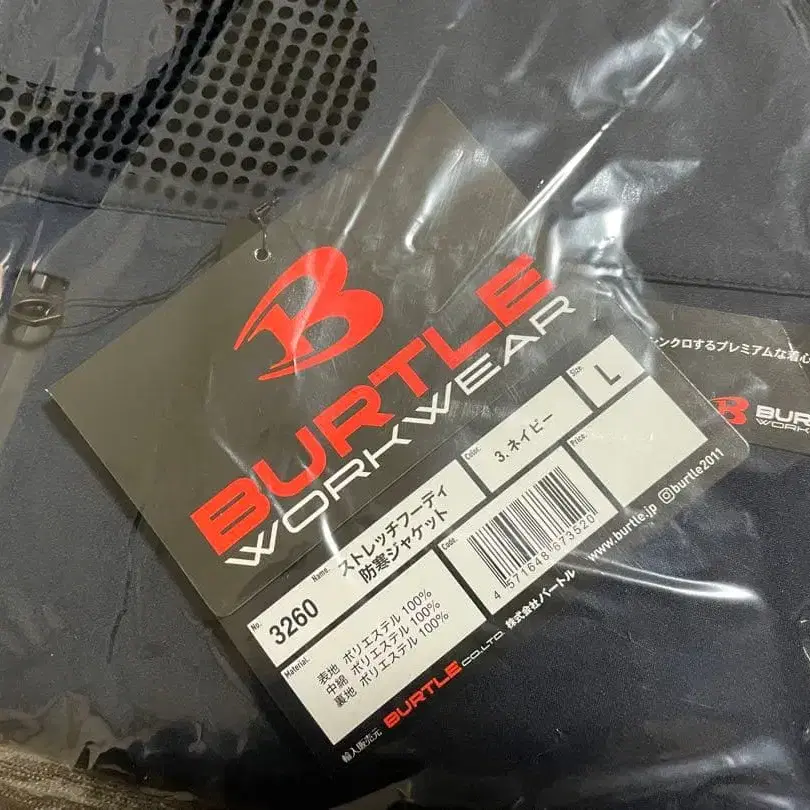 BURTLE
WORKWEAR
No.
3260
Name.
ストレッチフーディ
防寒ジャケット
Color.
3. ネイビー
Size.
L
Material.
表地 ポリエステル 100%
中綿 ポリエステル 100%
裏地 ポリエステル 100%
Code.
4 571648 673520
Price.
輸入販売元
BURTLE CO.,LTD. 株式会社バートル www.burtle.jp burtle2011
ンクロするプレミアムな着心
BUR
WORK